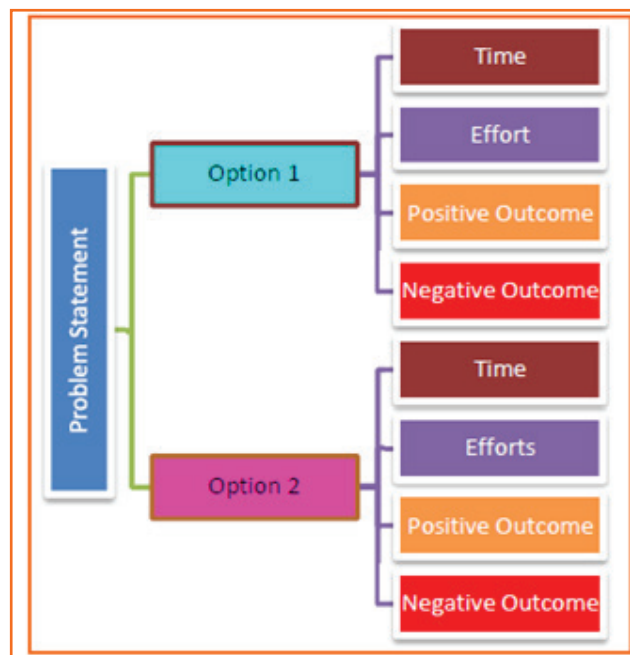 Problem Statement
Option 1
Time
Effort
Positive Outcome
Negative Outcome
Option 2
Time
Efforts
Positive Outcome
Negative Outcome